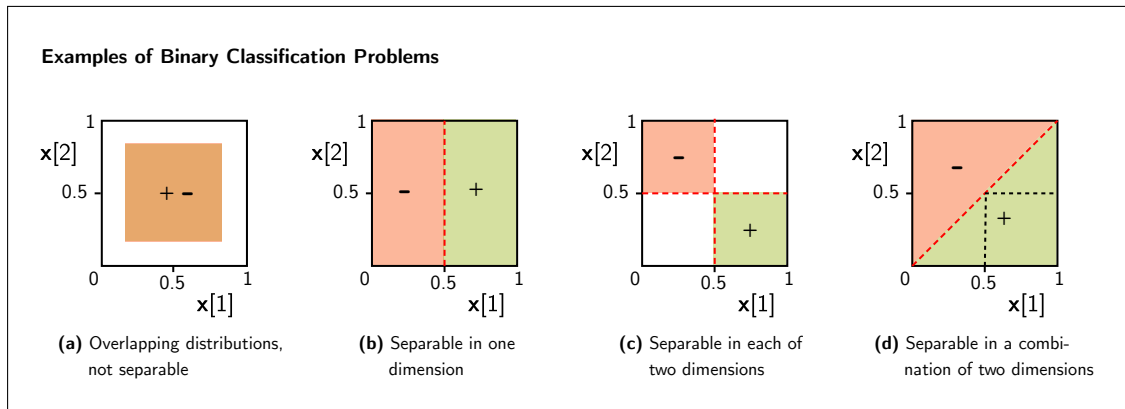 Examples of Binary Classification Problems
1
x[2]
0.5
+ -
0
0.5
1
x[1]
(a) Overlapping distributions,
not separable
1
x[2]
0.5
-
+
0
0.5
1
x[1]
(b) Separable in one
dimension
1
x[2]
0.5
-
+
0
0.5
1
x[1]
(c) Separable in each of
two dimensions
1
x[2]
0.5
-
+
0
0.5
1
x[1]
(d) Separable in a combi-
nation of two dimensions